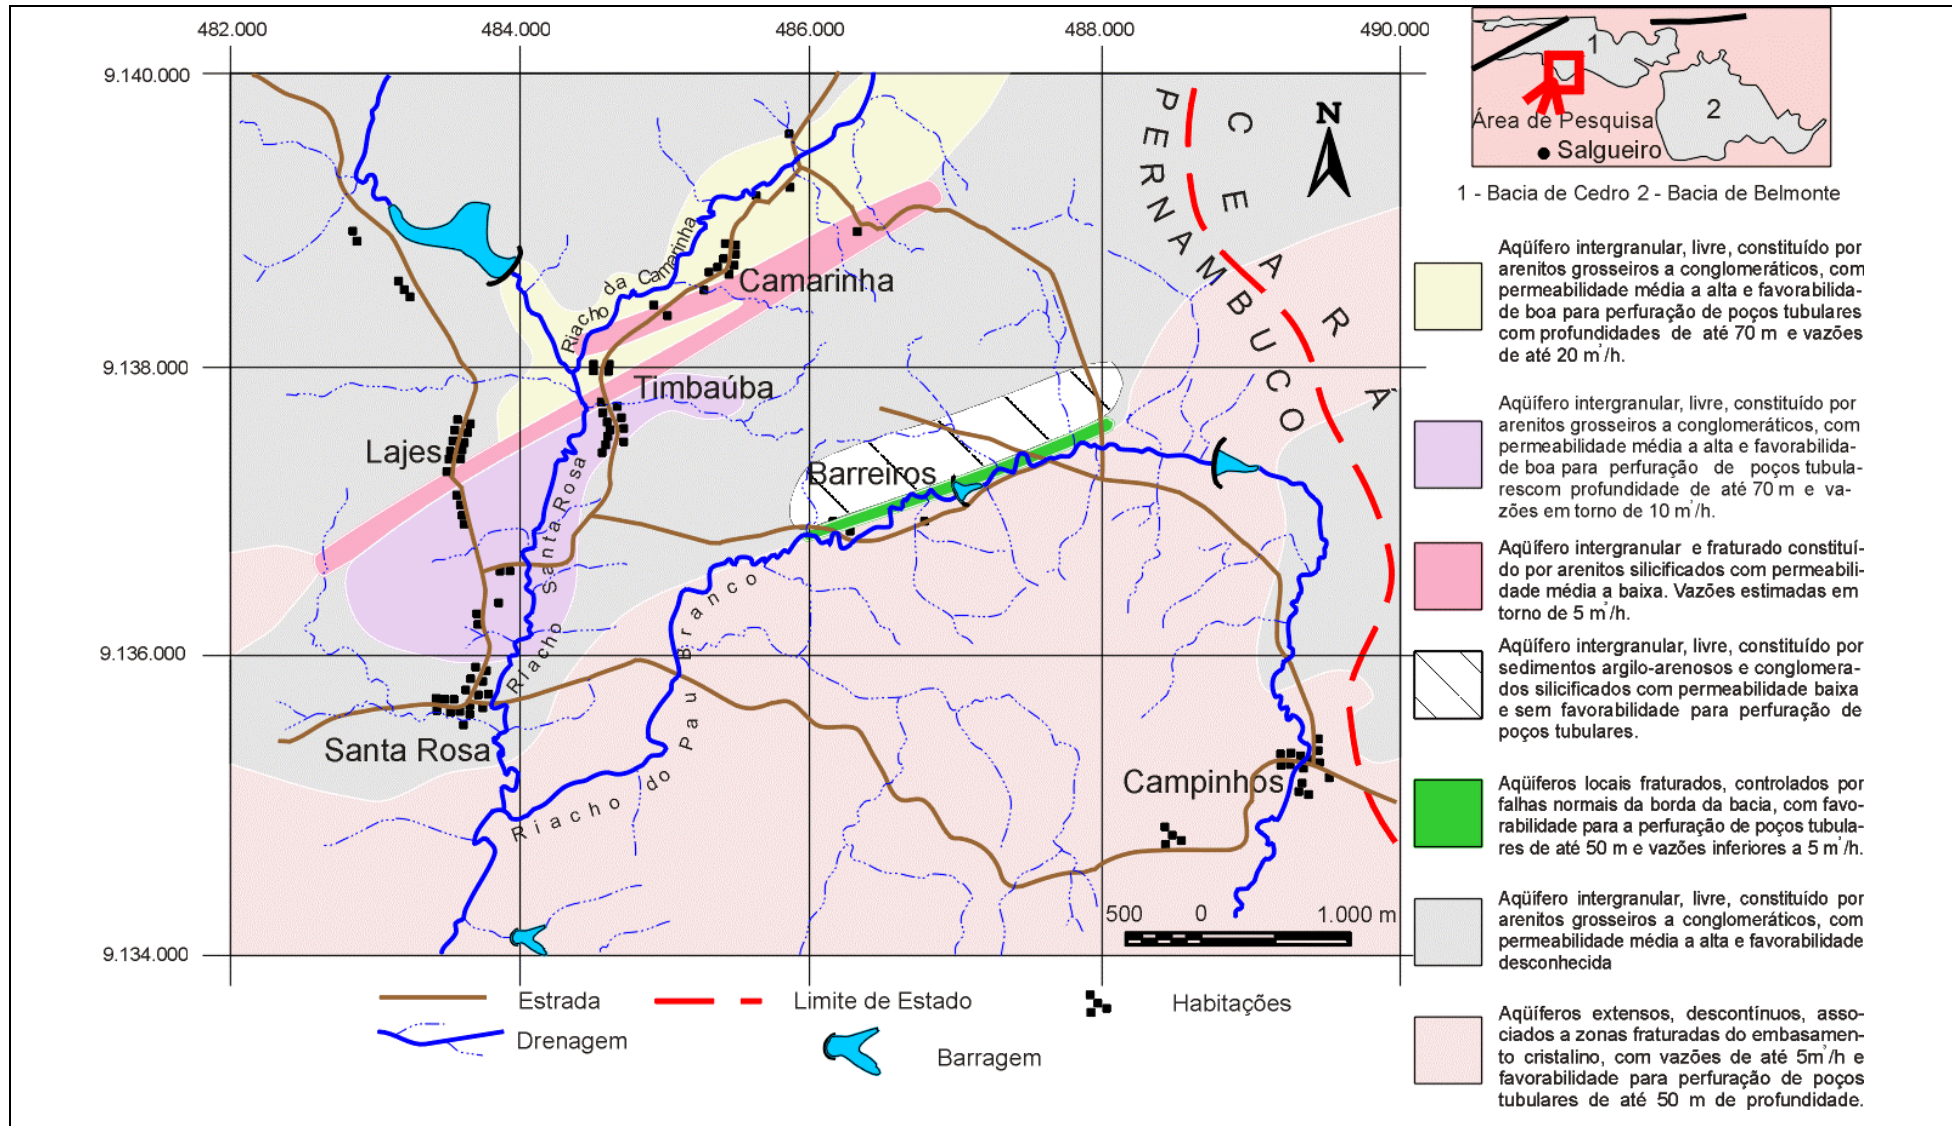 482.000 484.000 486.000 488.000 490.000
9.140.000
9.138.000
9.136.000
9.134.000
PERNAMBUCO
CEARÁ
N
Riacho da Camarinha
Camarinha
Timbaúba
Lajes
Barreiros
Riacho Santa Rosa
Riacho do Pau Branco
Santa Rosa
Campinhos
500 0 1.000 m
Estrada
Limite de Estado
Habitações
Drenagem
Barragem
1
2
Área de Pesquisa
Salgueiro
1 - Bacia de Cedro 2 - Bacia de Belmonte
Aqüífero intergranular, livre, constituído por
arenitos grosseiros a conglomeráticos, com
permeabilidade média a alta e favorabilida-
de boa para perfuração de poços tubulares
com profundidades de até 70 m e vazões
de até 20 m³/h.
Aqüífero intergranular, livre, constituído por
arenitos grosseiros a conglomeráticos, com
permeabilidade média a alta e favorabilida-
de boa para perfuração de poços tubula-
rescom profundidade de até 70 m e va-
zões em torno de 10 m³/h.
Aqüífero intergranular e fraturado constituí-
do por arenitos silicificados com permeabili-
dade média a baixa. Vazões estimadas em
torno de 5 m³/h.
Aqüífero intergranular, livre, constituído por
sedimentos argilo-arenosos e conglomera-
dos silicificados com permeabilidade baixa
e sem favorabilidade para perfuração de
poços tubulares.
Aqüíferos locais fraturados, controlados por
falhas normais da borda da bacia, com favo-
rabilidade para a perfuração de poços tubula-
res de até 50 m e vazões inferiores a 5 m³/h.
Aqüífero intergranular, livre, constituído por
arenitos grosseiros a conglomeráticos, com
permeabilidade média a alta e favorabilidade
desconhecida
Aqüíferos extensos, descontínuos, asso-
ciados a zonas fraturadas do embasamen-
to cristalino, com vazões de até 5m³/h e
favorabilidade para perfuração de poços
tubulares de até 50 m de profundidade.